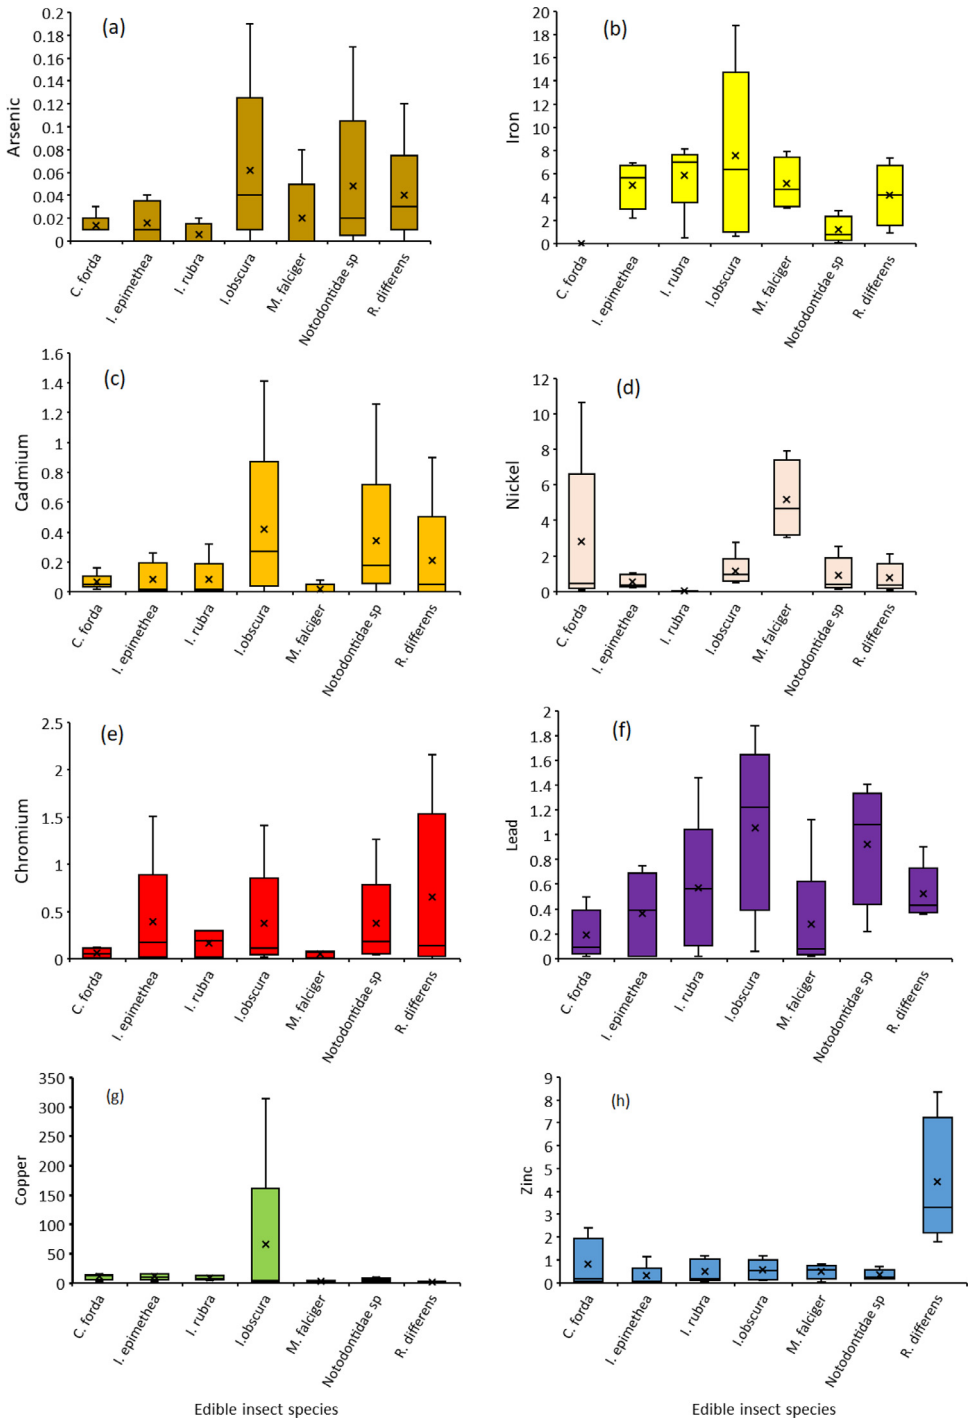 (a)
Arsenic
0.2
0.18
0.16
0.14
0.12
0.1
0.08
0.06
0.04
0.02
0
C. forda
I. epimethea
I. rubra
I.obscura
M. falciger
Notodontidae sp
R. differens
(b)
Iron
20
18
16
14
12
10
8
6
4
2
0
C. forda
I. epimethea
I. rubra
I.obscura
M. falciger
Notodontidae sp
R. differens
(c)
Cadmium
1.6
1.4
1.2
1
0.8
0.6
0.4
0.2
0
C. forda
I. epimethea
I. rubra
I.obscura
M. falciger
Notodontidae sp
R. differens
(d)
Nickel
12
10
8
6
4
2
0
C. forda
I. epimethea
I. rubra
I.obscura
M. falciger
Notodontidae sp
R. differens
(e)
Chromium
2.5
2
1.5
1
0.5
0
C. forda
I. epimethea
I. rubra
I.obscura
M. falciger
Notodontidae sp
R. differens
(f)
Lead
2
1.8
1.6
1.4
1.2
1
0.8
0.6
0.4
0.2
0
C. forda
I. epimethea
I. rubra
I.obscura
M. falciger
Notodontidae sp
R. differens
(g)
Copper
350
300
250
200
150
100
50
0
C. forda
I. epimethea
I. rubra
I.obscura
M. falciger
Notodontidae sp
R. differens
Edible insect species
(h)
Zinc
9
8
7
6
5
4
3
2
1
0
C. forda
I. epimethea
I. rubra
I.obscura
M. falciger
Notodontidae sp
R. differens
Edible insect species